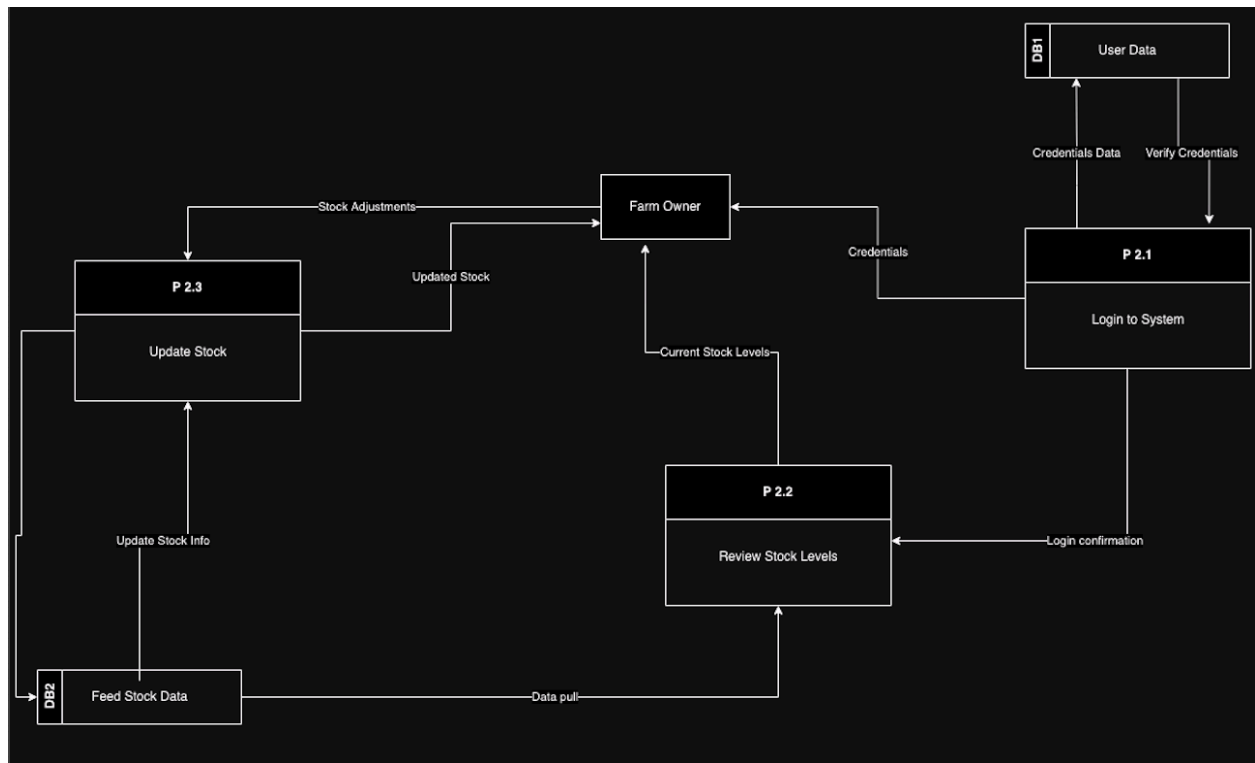 DB1
User Data
Credentials Data
Verify Credentials
Stock Adjustments
Farm Owner
Credentials
P 2.1
Login to System
P 2.3
Update Stock
Updated Stock
Current Stock Levels
P 2.2
Review Stock Levels
Login confirmation
Update Stock Info
DB2
Feed Stock Data
Data pull